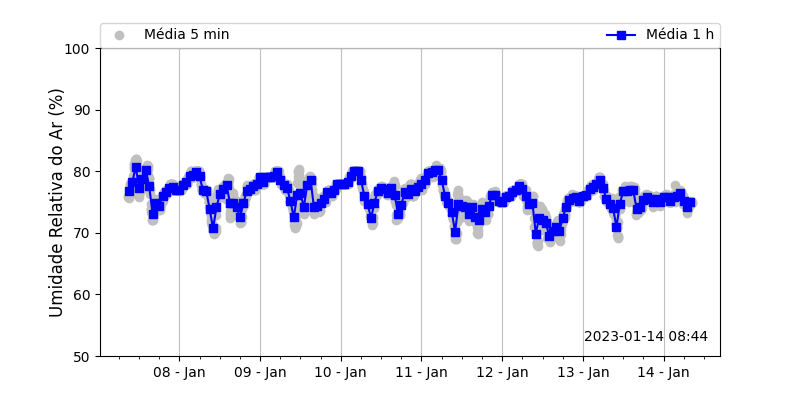 Média 5 min Média 1 h
Umidade Relativa do Ar (%)
100
90
80
70
60
50
2023-01-14 08:44
08 - Jan 09 - Jan 10 - Jan 11 - Jan 12 - Jan 13 - Jan 14 - Jan